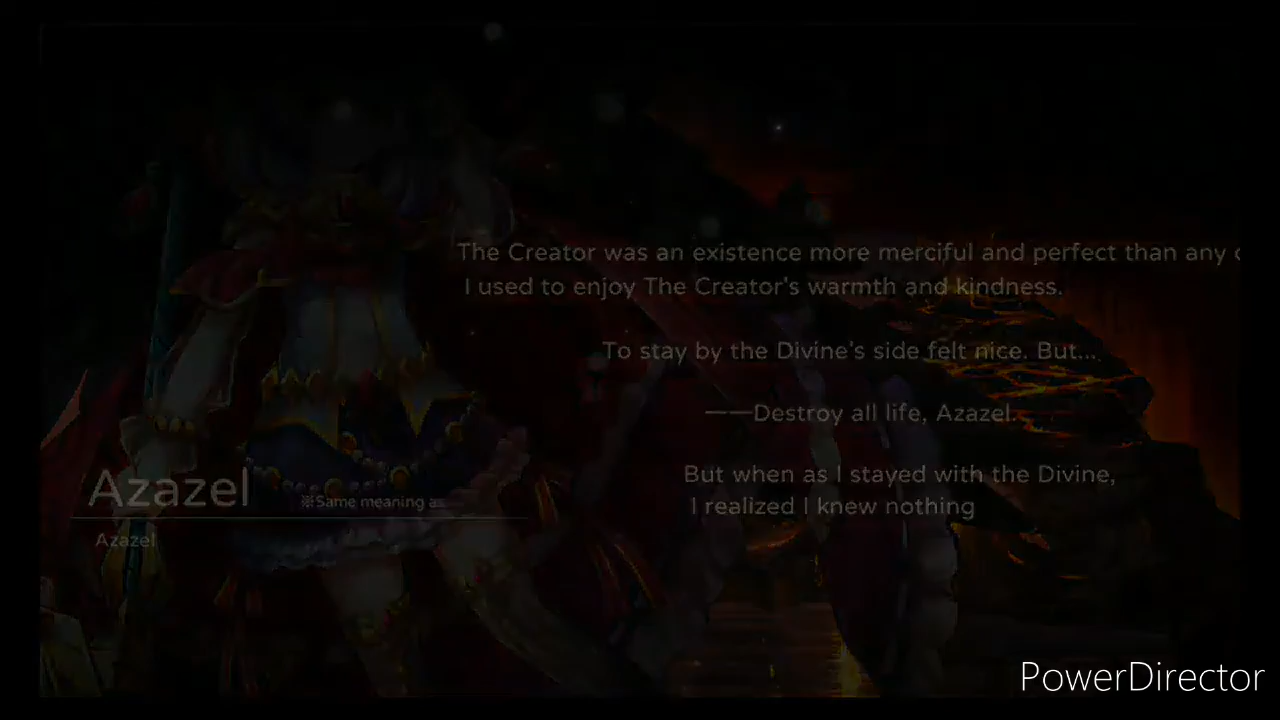 The Creator was an existence more merciful and perfect than any
I used to enjoy The Creator's warmth and kindness.
To stay by the Divine's side felt nice. But...
——Destroy all life, Azazel.
But when as I stayed with the Divine,
I realized I knew nothing
Azazel ※Same meaning as
Azazel
PowerDirector